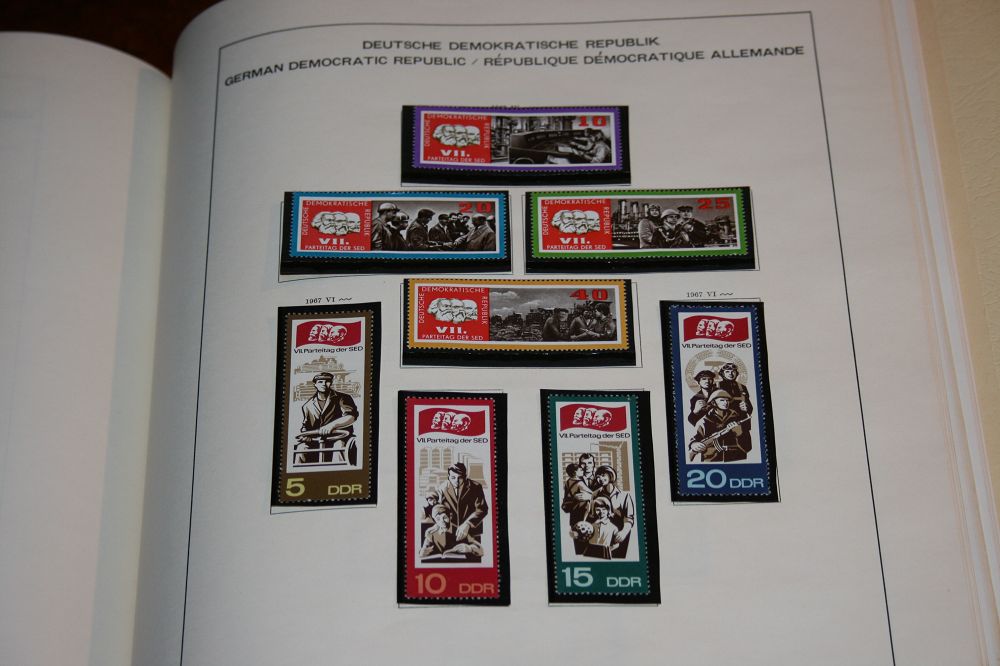 DEUTSCHE DEMOKRATISCHE REPUBLIK
GERMAN DEMOCRATIC REPUBLIC / RÉPUBLIQUE DÉMOCRATIQUE ALLEMANDE
DEUTSCHE
DEMOKRATISCHE
REPUBLIK
VII.
PARTEITAG DER SED
10
DEUTSCHE
DEMOKRATISCHE
REPUBLIK
VII.
PARTEITAG DER SED
20
DEUTSCHE
DEMOKRATISCHE
REPUBLIK
VII.
PARTEITAG DER SED
25
DEUTSCHE
DEMOKRATISCHE
REPUBLIK
VII.
PARTEITAG DER SED
40
1967 VI ~~
1967 VI ~~
VII. Parteitag der SED
5 DDR
VII. Parteitag der SED
10 DDR
VII. Parteitag der SED
15 DDR
VII. Parteitag der SED
20 DDR